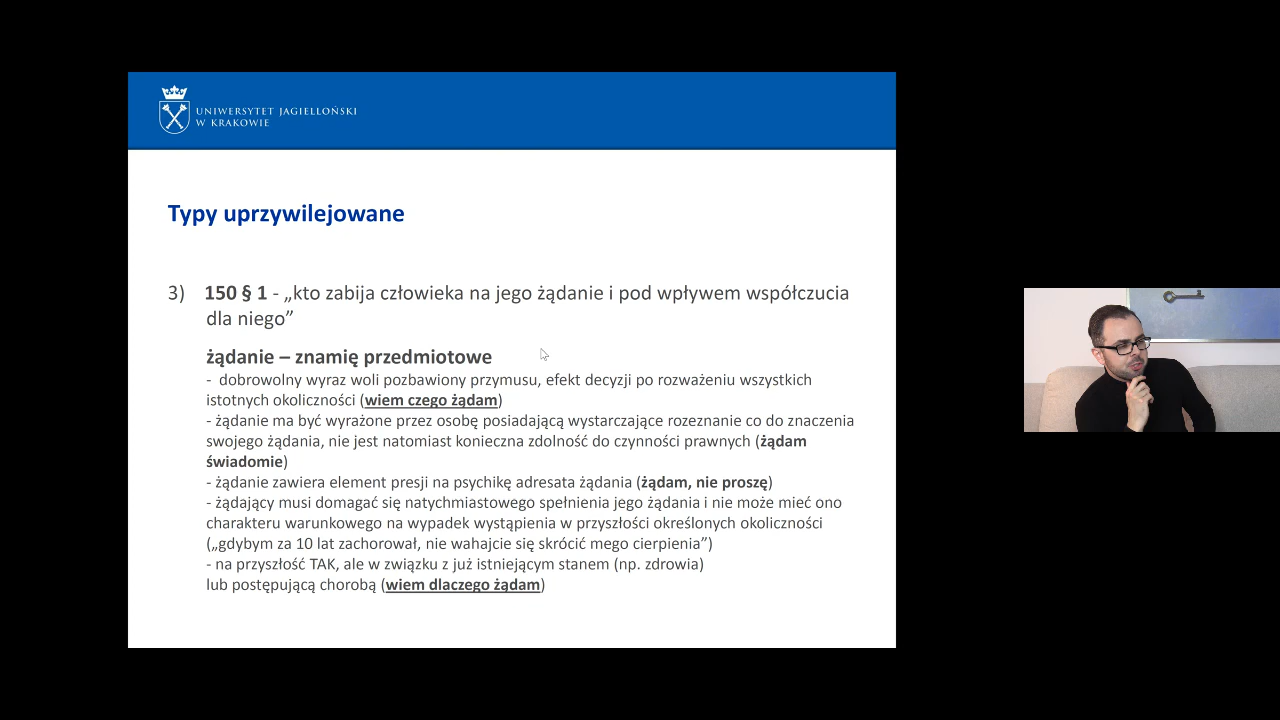 UNIWERSYTET JAGIELLOŃSKI
W KRAKOWIE
Typy uprzywilejowane
3) 150 § 1 - „kto zabija człowieka na jego żądanie i pod wpływem współczucia
dla niego”
żądanie – znamię przedmiotowe
- dobrowolny wyraz woli pozbawiony przymusu, efekt decyzji po rozważeniu wszystkich
istotnych okoliczności (wiem czego żądam)
- żądanie ma być wyrażone przez osobę posiadającą wystarczające rozeznanie co do znaczenia
swojego żądania, nie jest natomiast konieczna zdolność do czynności prawnych (żądam
świadomie)
- żądanie zawiera element presji na psychikę adresata żądania (żądam, nie proszę)
- żądający musi domagać się natychmiastowego spełnienia jego żądania i nie może mieć ono
charakteru warunkowego na wypadek wystąpienia w przyszłości określonych okoliczności
(„gdybym za 10 lat zachorował, nie wahajcie się skrócić mego cierpienia”)
- na przyszłość TAK, ale w związku z już istniejącym stanem (np. zdrowia)
lub postępującą chorobą (wiem dlaczego żądam)